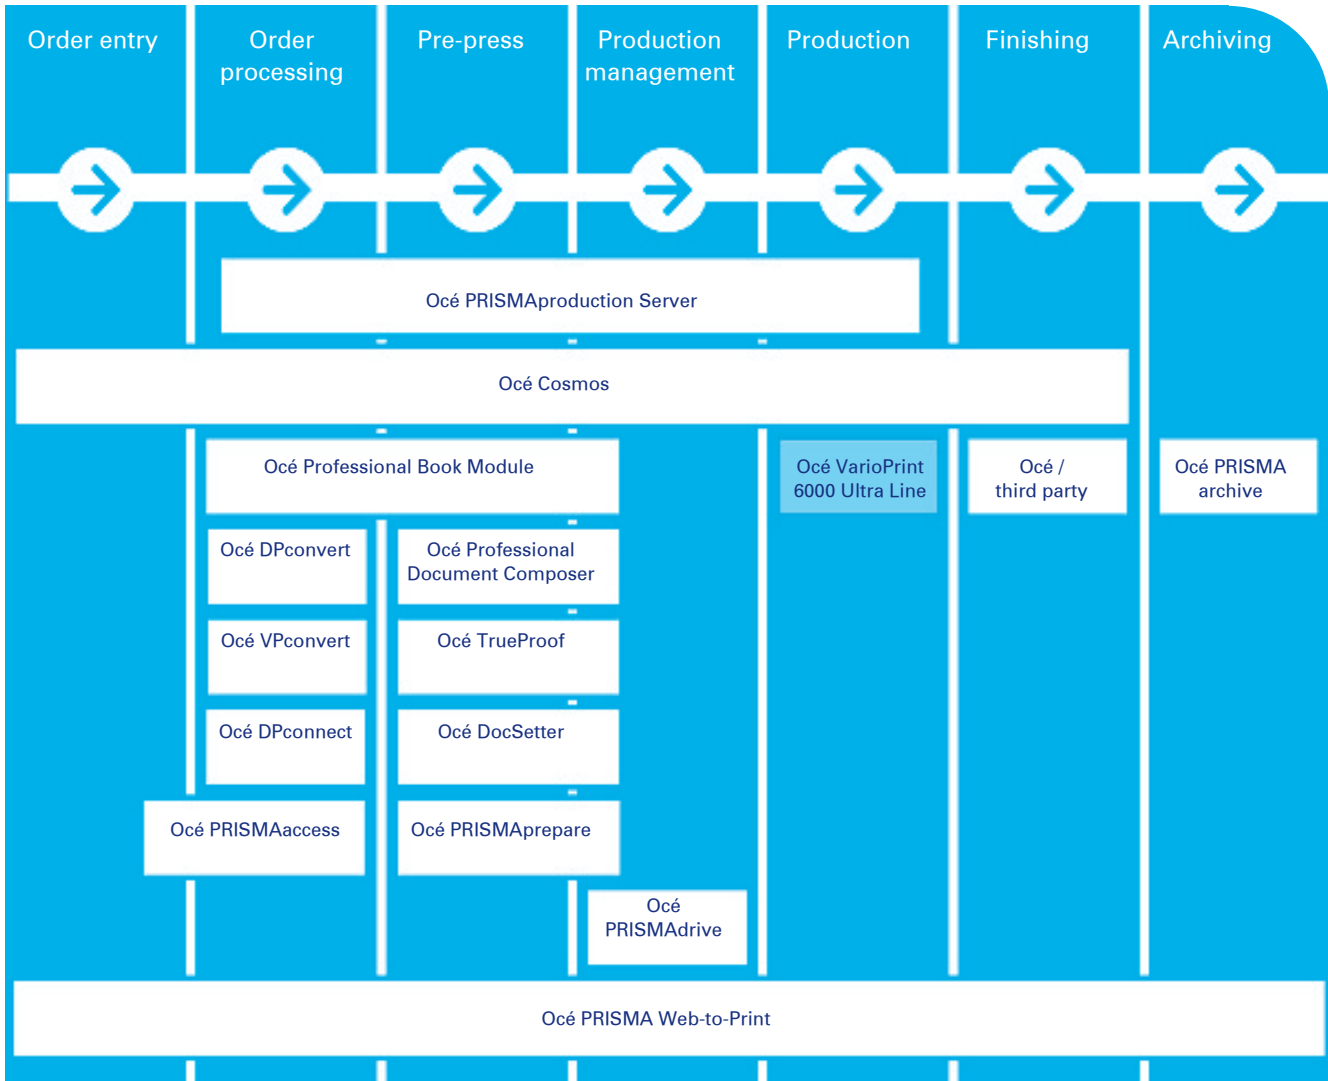 Order entry
Order
processing
Pre-press
Production
management
Production
Finishing
Archiving
Océ PRISMAproduction Server
Océ Cosmos
Océ Professional Book Module
Océ VarioPrint
6000 Ultra Line
Océ /
third party
Océ PRISMA
archive
Océ DPconvert
Océ Professional
Document Composer
Océ VPconvert
Océ TrueProof
Océ DPconnect
Océ DocSetter
Océ PRISMAaccess
Océ PRISMAprepare
Océ
PRISMAdrive
Océ PRISMA Web-to-Print